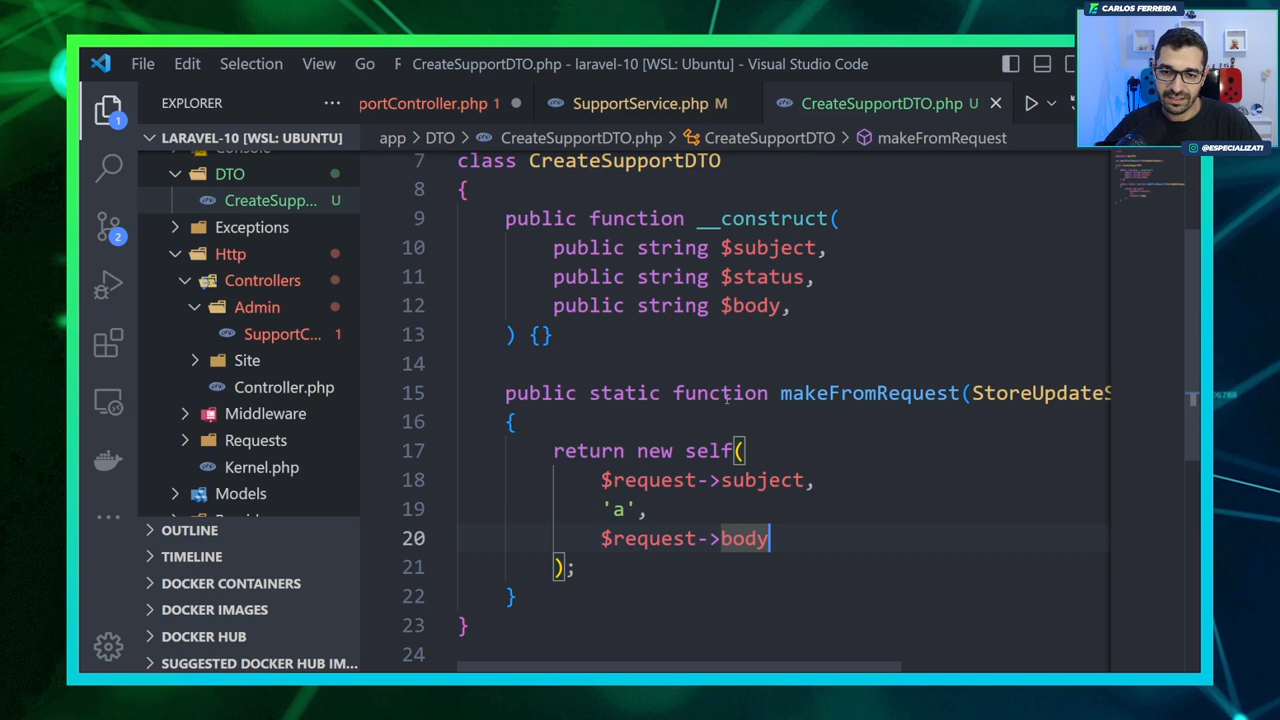 CARLOS FERREIRA
@ESPECIALIZATI
File Edit Selection View Go CreateSupportDTO.php - laravel-10 [WSL: Ubuntu] - Visual Studio Code
EXPLORER
portController.php 1 SupportService.php M CreateSupportDTO.php U
app > DTO > CreateSupportDTO.php > CreateSupportDTO > makeFromRequest
1
2
LARAVEL-10 [WSL: UBUNTU]
DTO
CreateSupp... U
Exceptions
Http
Controllers
Admin
SupportC... 1
Site
Controller.php
Middleware
Requests
Kernel.php
Models
OUTLINE
TIMELINE
DOCKER CONTAINERS
DOCKER IMAGES
DOCKER HUB
SUGGESTED DOCKER HUB IM...
7 class CreateSupportDTO
8 {
9 public function __construct(
10 public string $subject,
11 public string $status,
12 public string $body,
13 ) {}
14
15 public static function makeFromRequest(StoreUpdateS
16 {
17 return new self(
18 $request->subject,
19 'a',
20 $request->body
21 );
22 }
23 }
24